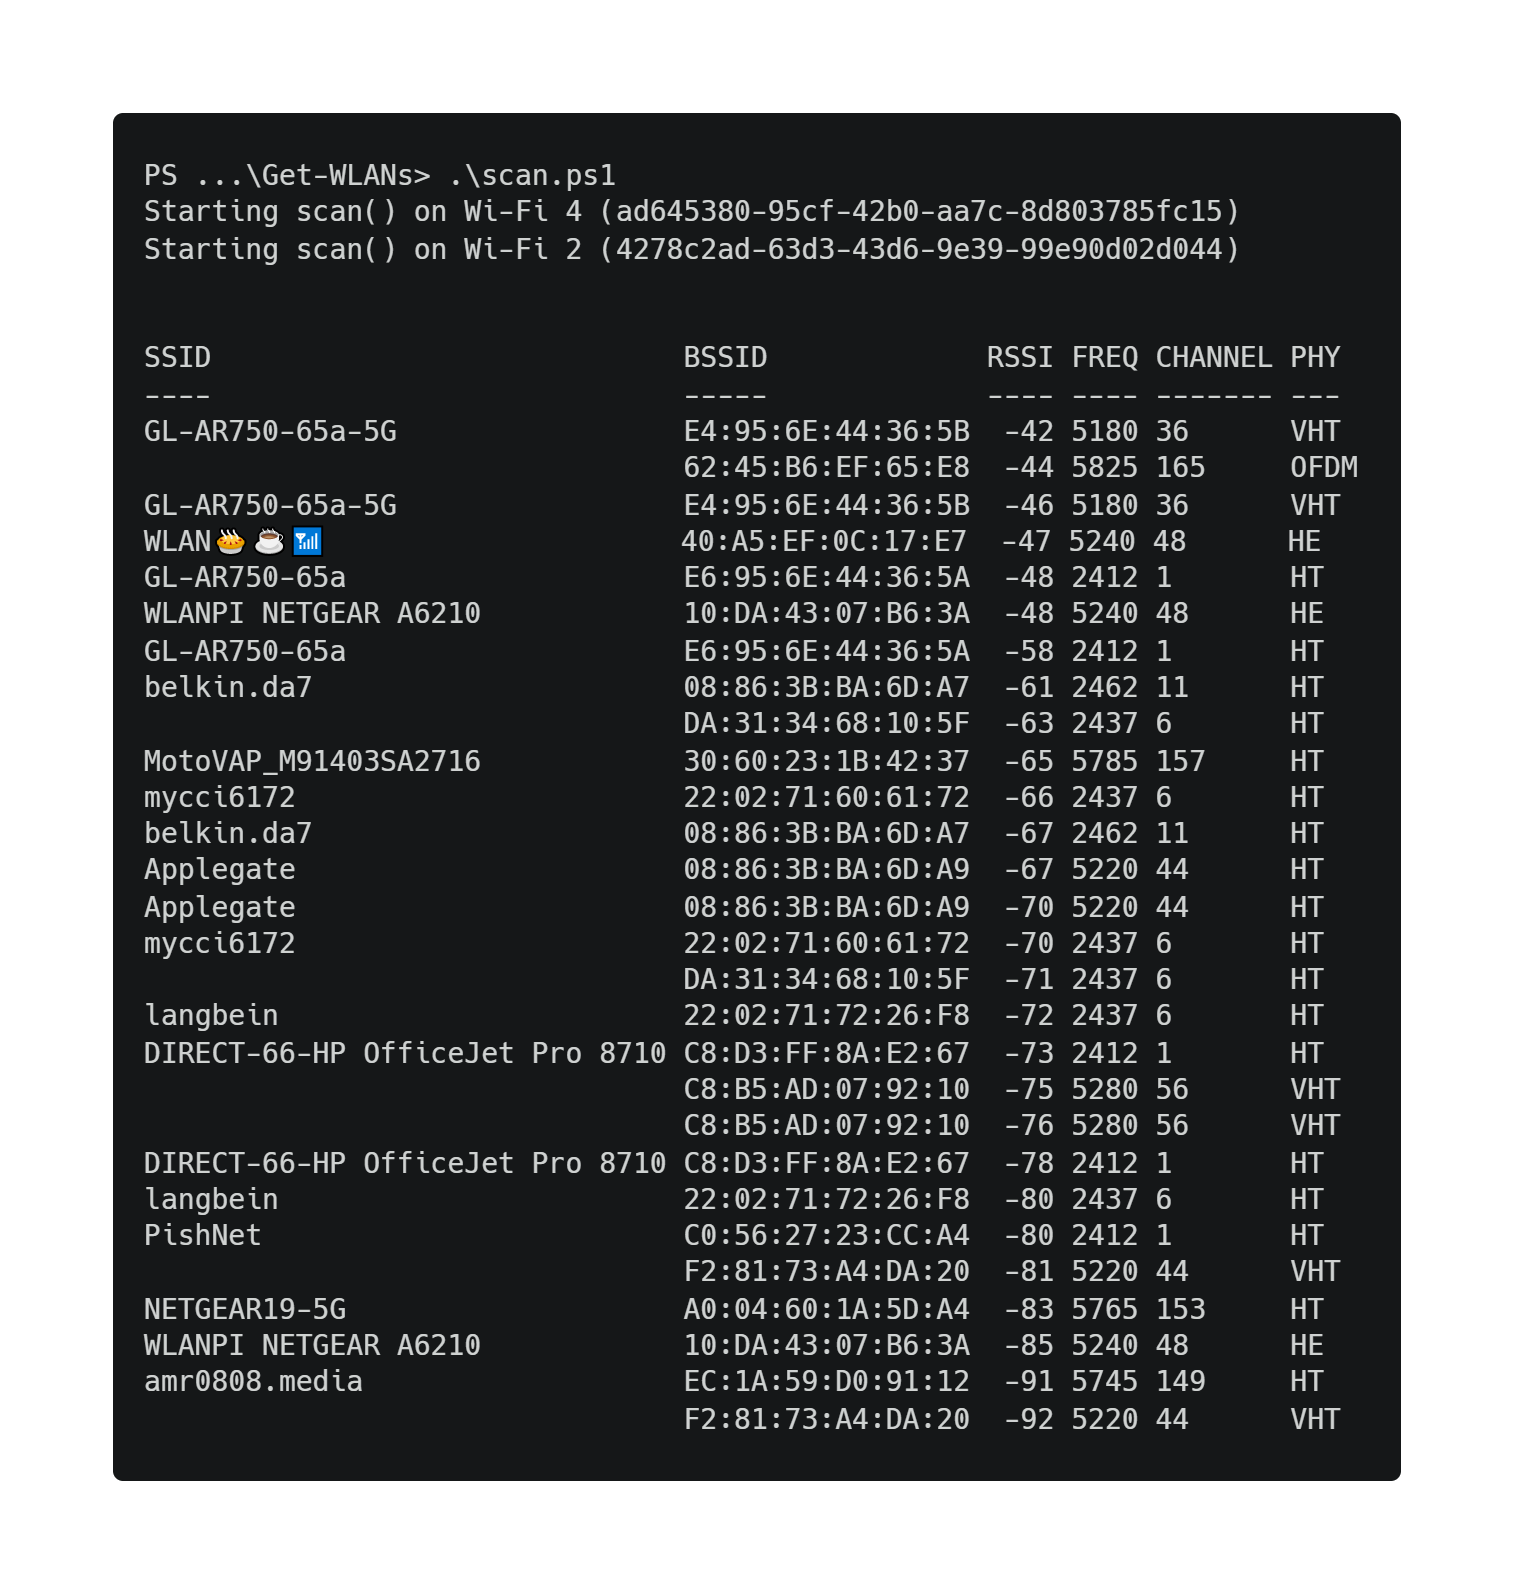 PS ...\Get-WLANs> .\scan.ps1
Starting scan() on Wi-Fi 4 (ad645380-95cf-42b0-aa7c-8d803785fc15)
Starting scan() on Wi-Fi 2 (4278c2ad-63d3-43d6-9e39-99e90d02d044)
SSID                            BSSID             RSSI FREQ CHANNEL PHY
----                            -----             ---- ---- ------- ---
GL-AR750-65a-5G                 E4:95:6E:44:36:5B  -42 5180 36      VHT
                                62:45:B6:EF:65:E8  -44 5825 165     OFDM
GL-AR750-65a-5G                 E4:95:6E:44:36:5B  -46 5180 36      VHT
WLAN🥧☕📶                      40:A5:EF:0C:17:E7  -47 5240 48      HE
GL-AR750-65a                    E6:95:6E:44:36:5A  -48 2412 1       HT
WLANPI NETGEAR A6210            10:DA:43:07:B6:3A  -48 5240 48      HE
GL-AR750-65a                    E6:95:6E:44:36:5A  -58 2412 1       HT
belkin.da7                      08:86:3B:BA:6D:A7  -61 2462 11      HT
                                DA:31:34:68:10:5F  -63 2437 6       HT
MotoVAP_M91403SA2716            30:60:23:1B:42:37  -65 5785 157     HT
mycci6172                       22:02:71:60:61:72  -66 2437 6       HT
belkin.da7                      08:86:3B:BA:6D:A7  -67 2462 11      HT
Applegate                       08:86:3B:BA:6D:A9  -67 5220 44      HT
Applegate                       08:86:3B:BA:6D:A9  -70 5220 44      HT
mycci6172                       22:02:71:60:61:72  -70 2437 6       HT
                                DA:31:34:68:10:5F  -71 2437 6       HT
langbein                        22:02:71:72:26:F8  -72 2437 6       HT
DIRECT-66-HP OfficeJet Pro 8710 C8:D3:FF:8A:E2:67  -73 2412 1       HT
                                C8:B5:AD:07:92:10  -75 5280 56      VHT
                                C8:B5:AD:07:92:10  -76 5280 56      VHT
DIRECT-66-HP OfficeJet Pro 8710 C8:D3:FF:8A:E2:67  -78 2412 1       HT
langbein                        22:02:71:72:26:F8  -80 2437 6       HT
PishNet                         C0:56:27:23:CC:A4  -80 2412 1       HT
                                F2:81:73:A4:DA:20  -81 5220 44      VHT
NETGEAR19-5G                    A0:04:60:1A:5D:A4  -83 5765 153     HT
WLANPI NETGEAR A6210            10:DA:43:07:B6:3A  -85 5240 48      HE
amr0808.media                   EC:1A:59:D0:91:12  -91 5745 149     HT
                                F2:81:73:A4:DA:20  -92 5220 44      VHT